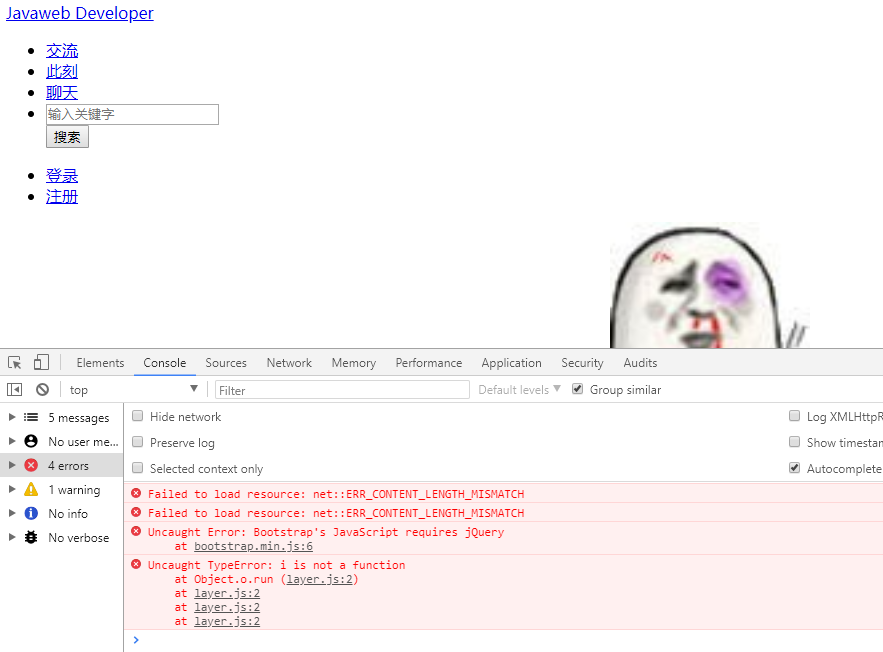 Javaweb Developer
交流
此刻
聊天
输入关键字
搜索
登录
注册
Elements Console Sources Network Memory Performance Application Security Audits
top Filter Default levels Group similar
5 messages
No user me...
4 errors
1 warning
No info
No verbose
Hide network Log XMLHttpR
Preserve log Show timestam
Selected context only Autocomplete
Failed to load resource: net::ERR_CONTENT_LENGTH_MISMATCH
Failed to load resource: net::ERR_CONTENT_LENGTH_MISMATCH
Uncaught Error: Bootstrap's JavaScript requires jQuery
at bootstrap.min.js:6
Uncaught TypeError: i is not a function
at Object.o.run (layer.js:2)
at layer.js:2
at layer.js:2
at layer.js:2